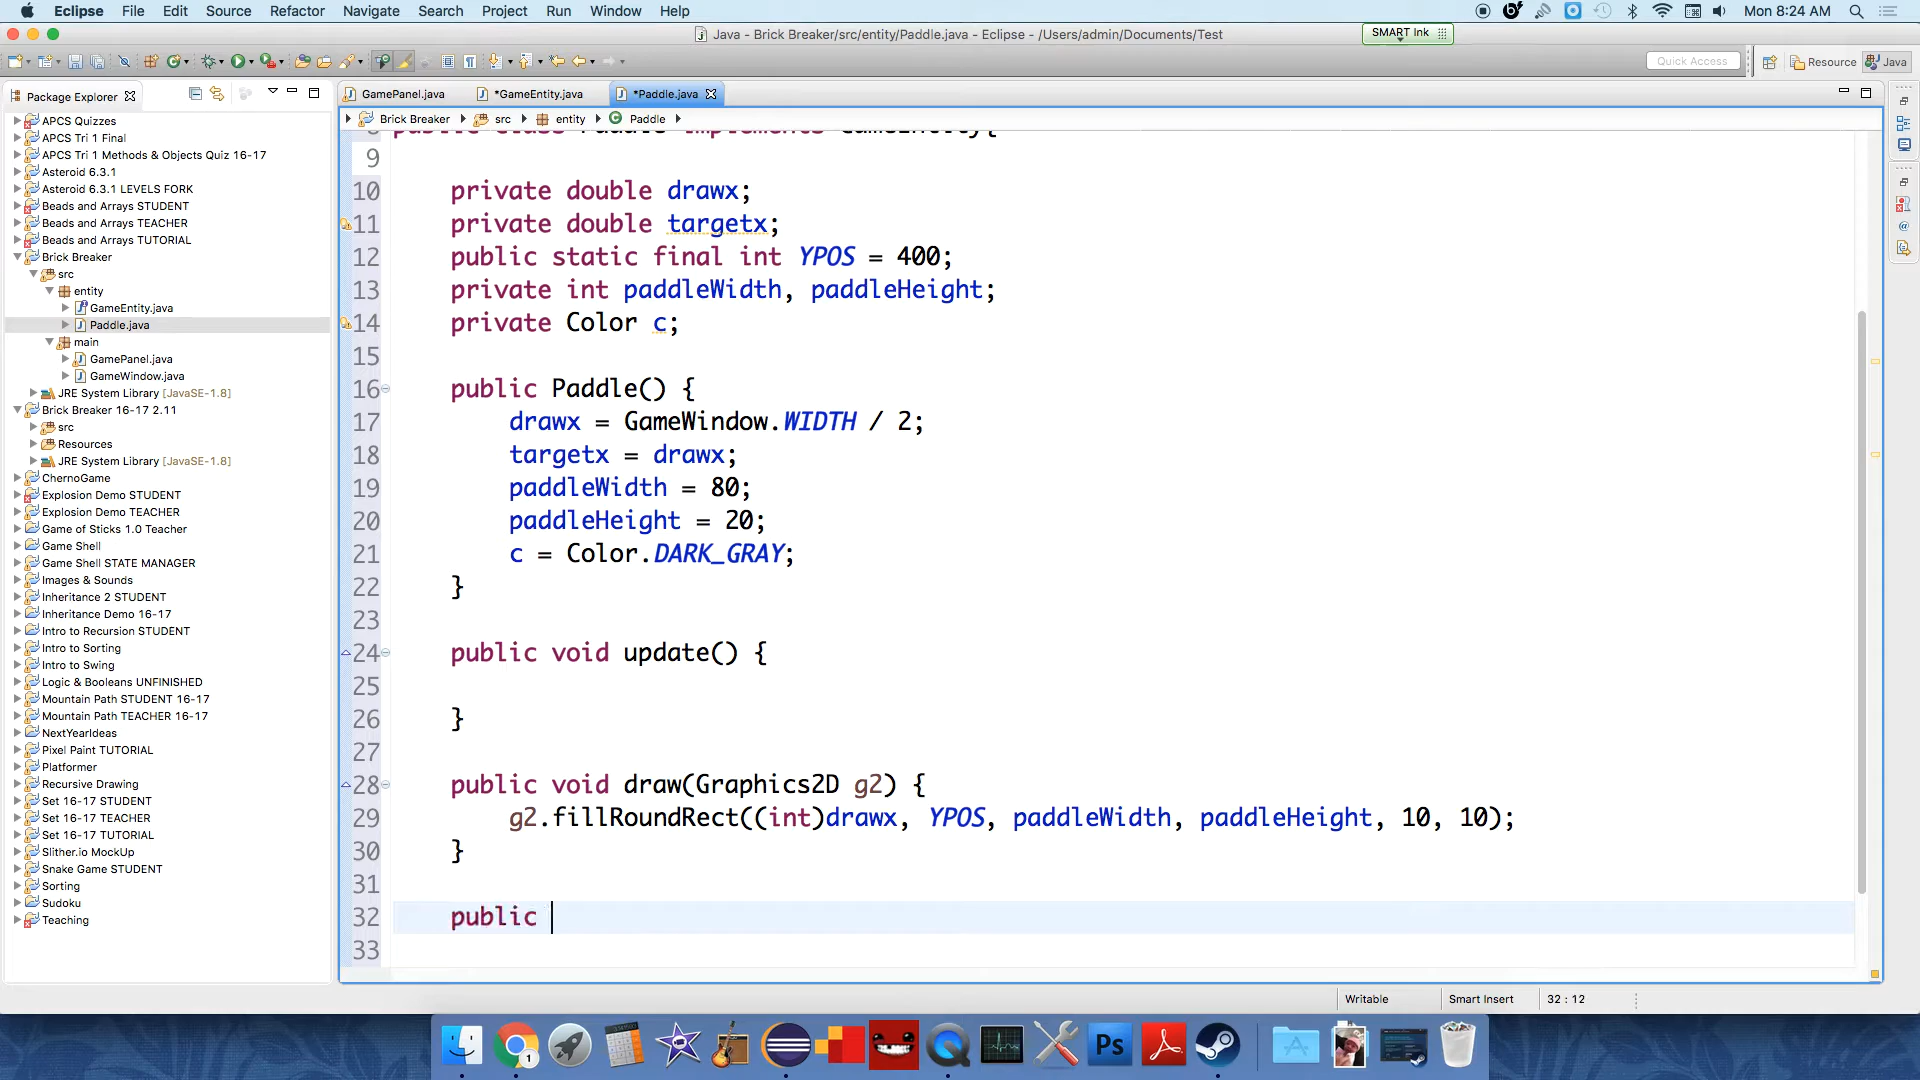 Eclipse File Edit Source Refactor Navigate Search Project Run Window Help Mon 8:24 AM
Java - Brick Breaker/src/entity/Paddle.java - Eclipse - /Users/admin/Documents/Test
SMART Ink
Quick Access
Resource
Java
Package Explorer
APCS Quizzes
APCS Tri 1 Final
APCS Tri 1 Methods & Objects Quiz 16-17
Asteroid 6.3.1
Asteroid 6.3.1 LEVELS FORK
Beads and Arrays STUDENT
Beads and Arrays TEACHER
Beads and Arrays TUTORIAL
Brick Breaker
src
entity
GameEntity.java
Paddle.java
main
GamePanel.java
GameWindow.java
JRE System Library [JavaSE-1.8]
Brick Breaker 16-17 2.11
src
Resources
JRE System Library [JavaSE-1.8]
ChernoGame
Explosion Demo STUDENT
Explosion Demo TEACHER
Game of Sticks 1.0 Teacher
Game Shell
Game Shell STATE MANAGER
Images & Sounds
Inheritance 2 STUDENT
Inheritance Demo 16-17
Intro to Recursion STUDENT
Intro to Sorting
Intro to Swing
Logic & Booleans UNFINISHED
Mountain Path STUDENT 16-17
Mountain Path TEACHER 16-17
NextYearIdeas
Pixel Paint TUTORIAL
Platformer
Recursive Drawing
Set 16-17 STUDENT
Set 16-17 TEACHER
Set 16-17 TUTORIAL
Slither.io MockUp
Snake Game STUDENT
Sorting
Sudoku
Teaching
GamePanel.java *GameEntity.java *Paddle.java
Brick Breaker src entity Paddle
8 public class Paddle implements GameEntity{
9
10 private double drawx;
11 private double targetx;
12 public static final int YPOS = 400;
13 private int paddleWidth, paddleHeight;
14 private Color c;
15
16 public Paddle() {
17 drawx = GameWindow.WIDTH / 2;
18 targetx = drawx;
19 paddleWidth = 80;
20 paddleHeight = 20;
21 c = Color.DARK_GRAY;
22 }
23
24 public void update() {
25
26 }
27
28 public void draw(Graphics2D g2) {
29 g2.fillRoundRect((int)drawx, YPOS, paddleWidth, paddleHeight, 10, 10);
30 }
31
32 public
33
Writable Smart Insert 32 : 12
1
Ps